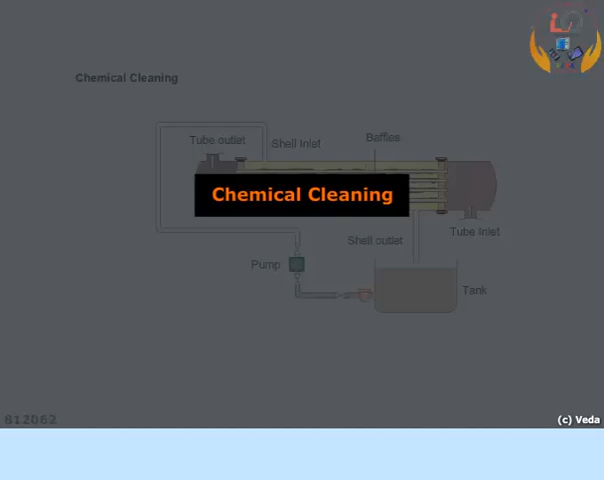 Chemical Cleaning
Tube outlet
Shell Inlet
Baffles
Chemical Cleaning
Shell outlet
Tube Inlet
Pump
Tank
812062
(c) Veda